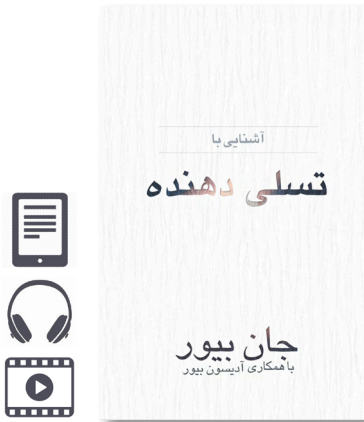 آشنایی با
تسلی دهنده
جان بیور
با همکاری آدیسون بیور